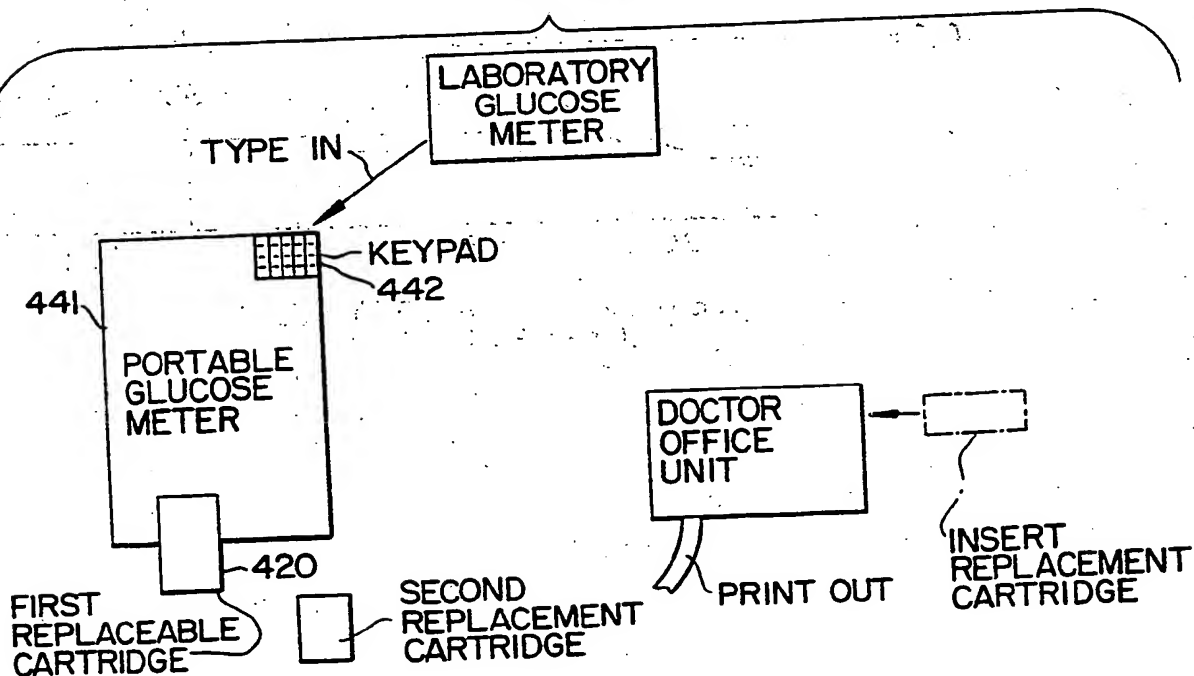 LABORATORY
GLUCOSE
METER
TYPE IN
KEYPAD
442
441
PORTABLE
GLUCOSE
METER
DOCTOR
OFFICE
UNIT
420
FIRST
REPLACEABLE
CARTRIDGE
SECOND
REPLACEMENT
CARTRIDGE
PRINT OUT
INSERT
REPLACEMENT
CARTRIDGE